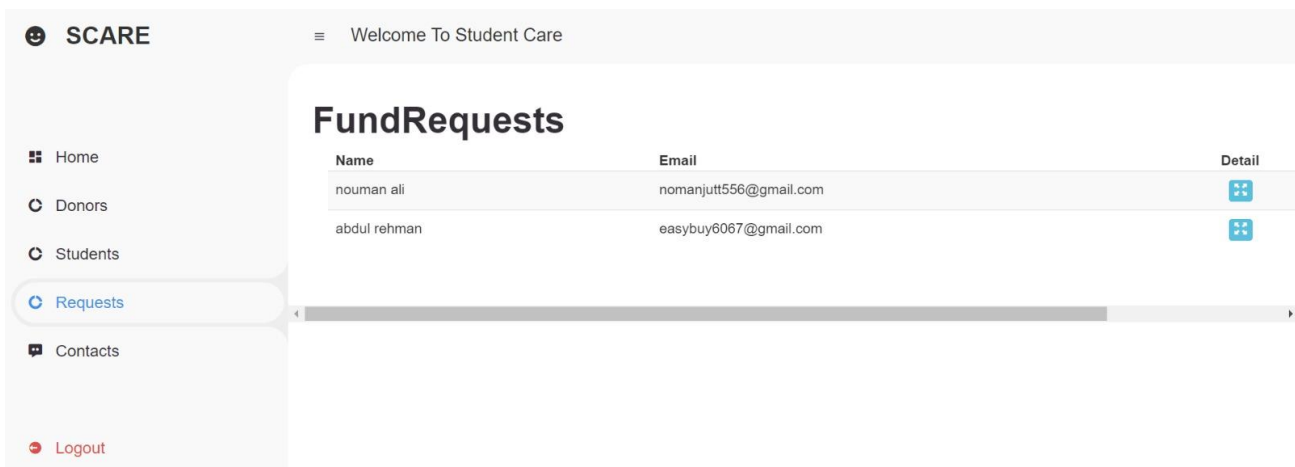 SCARE
Welcome To Student Care
Home
Donors
Students
Requests
Contacts
Logout
FundRequests
Name Email Detail
nouman ali nomanjutt556@gmail.com
abdul rehman easybuy6067@gmail.com